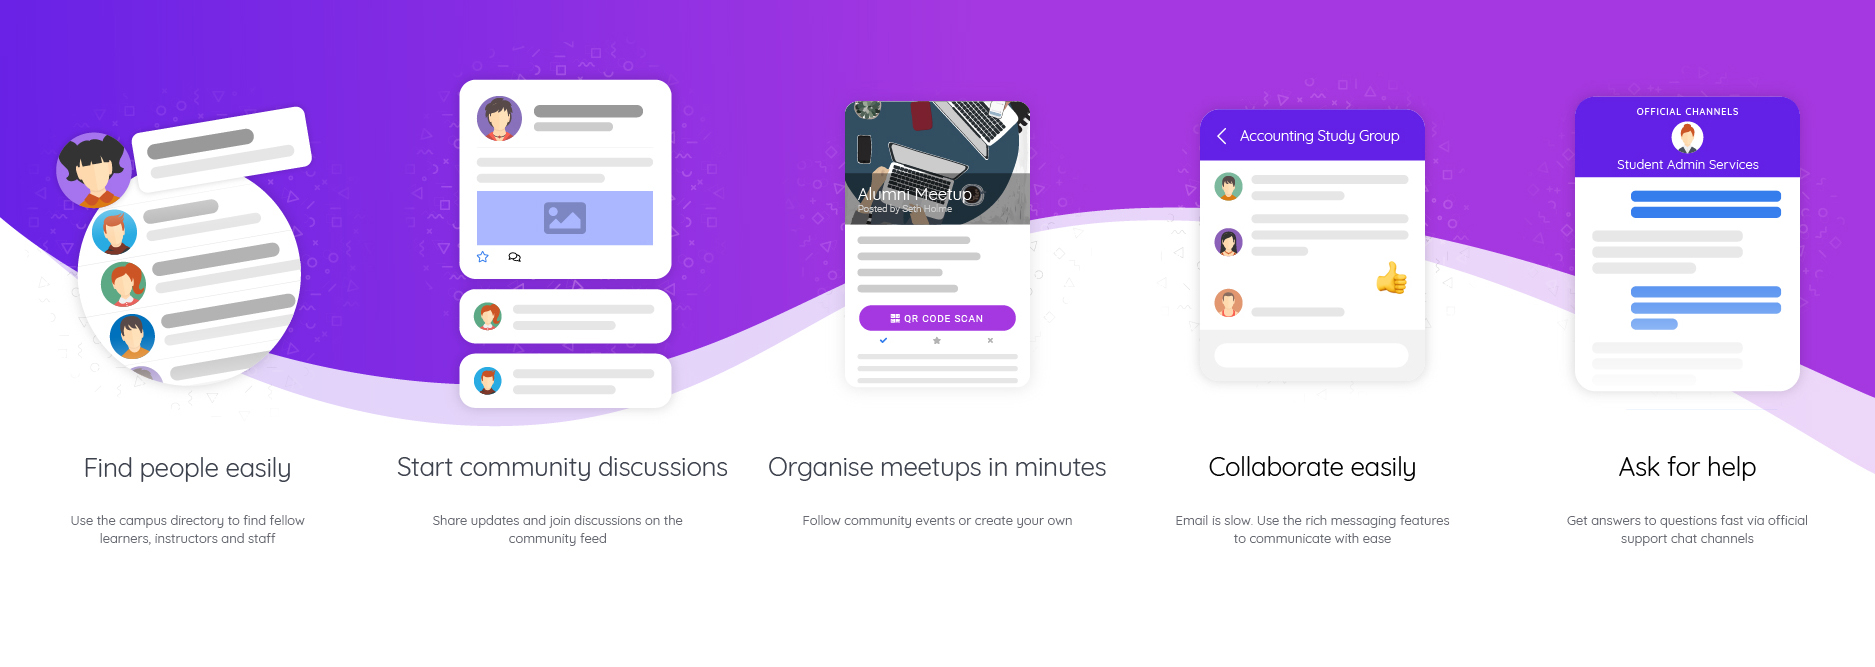 OFFICIAL CHANNELS
Accounting Study Group
Student Admin Services
Alumni Meetup
Posted by Seth Holme
QR CODE SCAN
Find people easily
Start community discussions
Organise meetups in minutes
Collaborate easily
Ask for help
Use the campus directory to find fellow
learners, instructors and staff
Share updates and join discussions on the
community feed
Follow community events or create your own
Email is slow. Use the rich messaging features
to communicate with ease
Get answers to questions fast via official
support chat channels